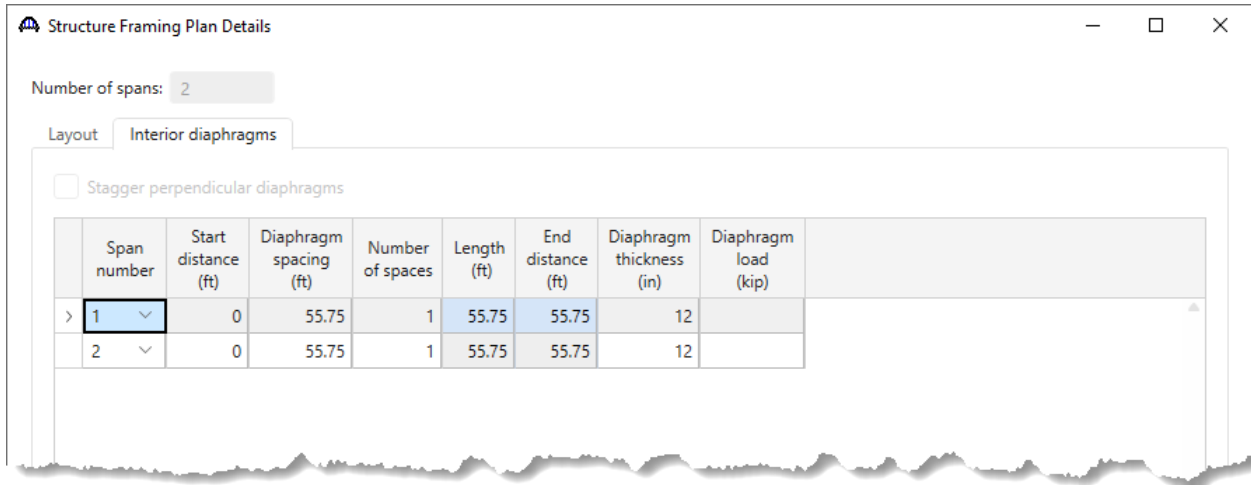 Structure Framing Plan Details
Number of spans: 2
Layout Interior diaphragms
Stagger perpendicular diaphragms
Span number Start distance (ft) Diaphragm spacing (ft) Number of spaces Length (ft) End distance (ft) Diaphragm thickness (in) Diaphragm load (kip)
1 0 55.75 1 55.75 55.75 12
2 0 55.75 1 55.75 55.75 12